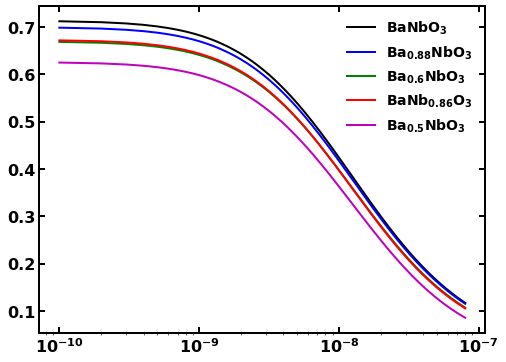 0.7
0.6
0.5
0.4
0.3
0.2
0.1
10⁻¹⁰ 10⁻⁹ 10⁻⁸ 10⁻⁷
BaNbO₃
Ba₀.₈₈NbO₃
Ba₀.₆NbO₃
BaNb₀.₈₆O₃
Ba₀.₅NbO₃